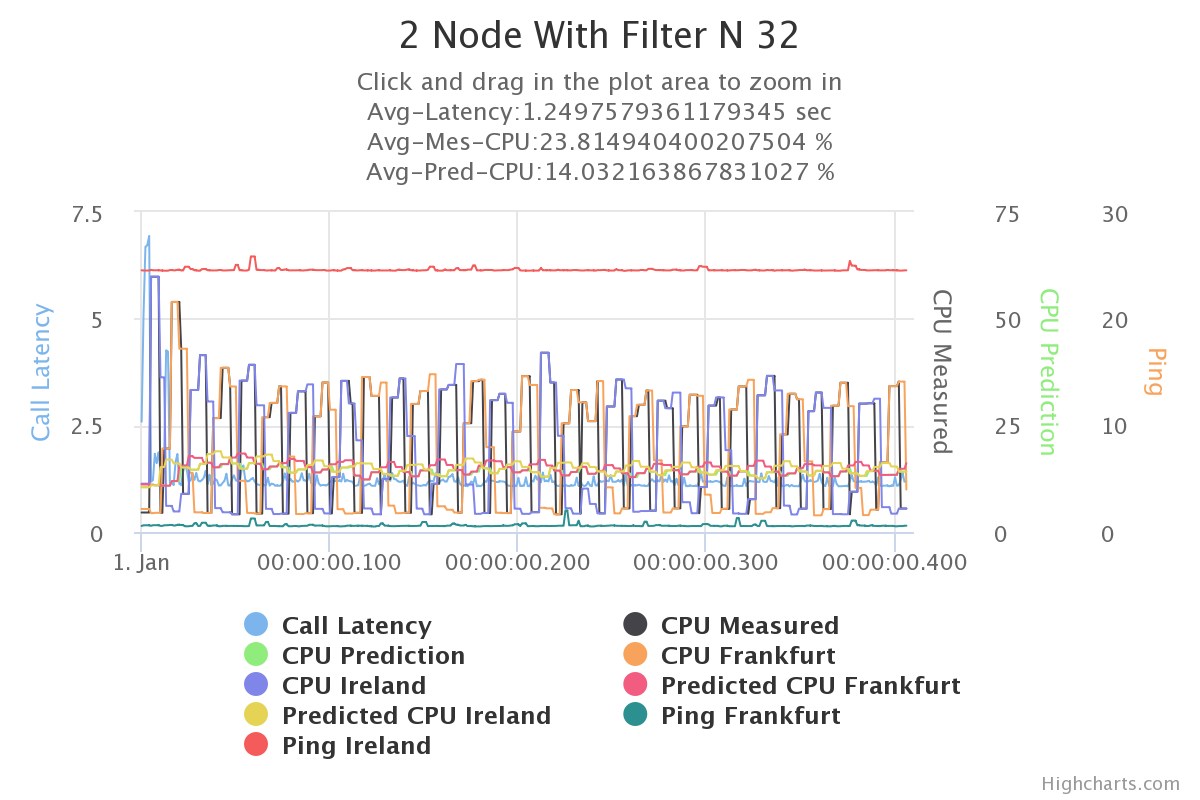 2 Node With Filter N 32
Click and drag in the plot area to zoom in
Avg-Latency:1.2497579361179345 sec
Avg-Mes-CPU:23.814940400207504 %
Avg-Pred-CPU:14.032163867831027 %
7.5
5
2.5
0
Call Latency
75
50
25
0
CPU Measured
CPU Prediction
30
20
10
0
Ping
1. Jan
00:00:00.100
00:00:00.200
00:00:00.300
00:00:00.400
Call Latency
CPU Measured
CPU Prediction
CPU Frankfurt
CPU Ireland
Predicted CPU Frankfurt
Predicted CPU Ireland
Ping Frankfurt
Ping Ireland
Highcharts.com